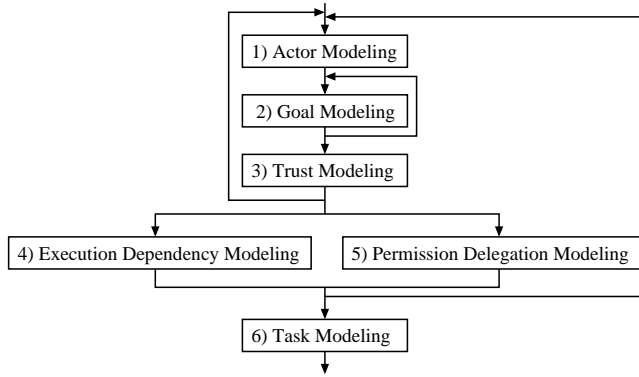 1) Actor Modeling
2) Goal Modeling
3) Trust Modeling
4) Execution Dependency Modeling
5) Permission Delegation Modeling
6) Task Modeling